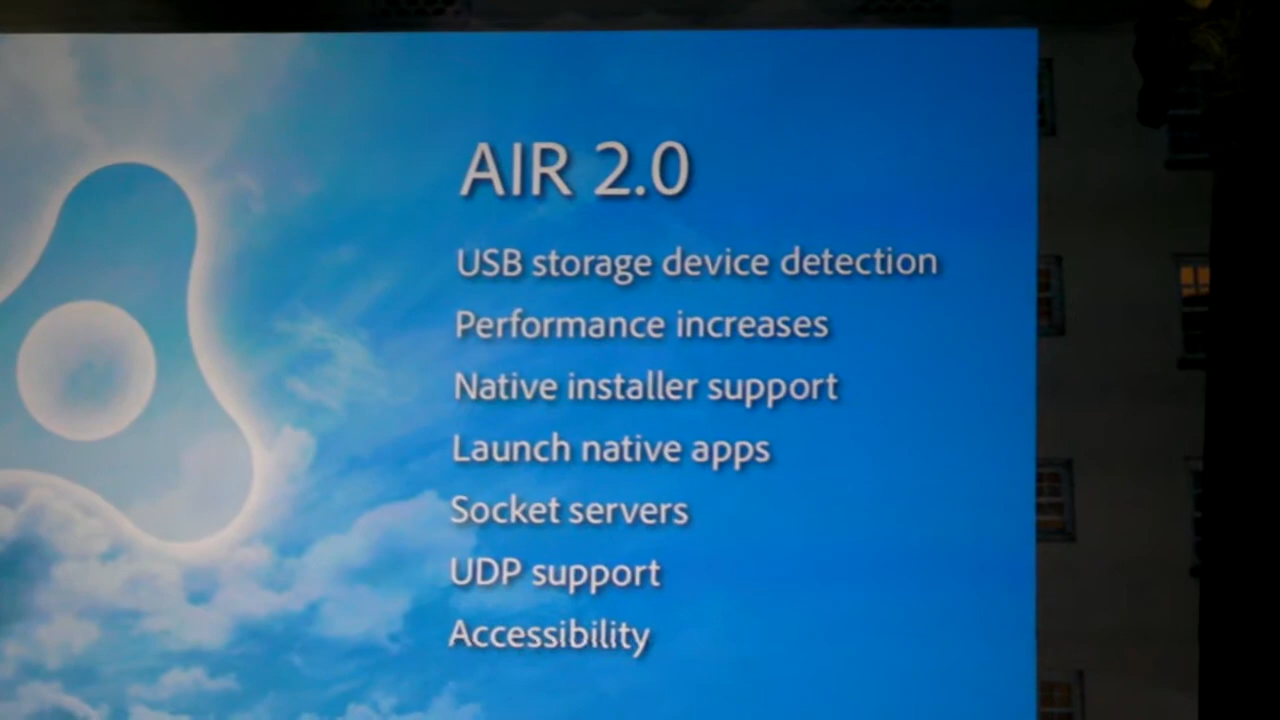 AIR 2.0
USB storage device detection
Performance increases
Native installer support
Launch native apps
Socket servers
UDP support
Accessibility